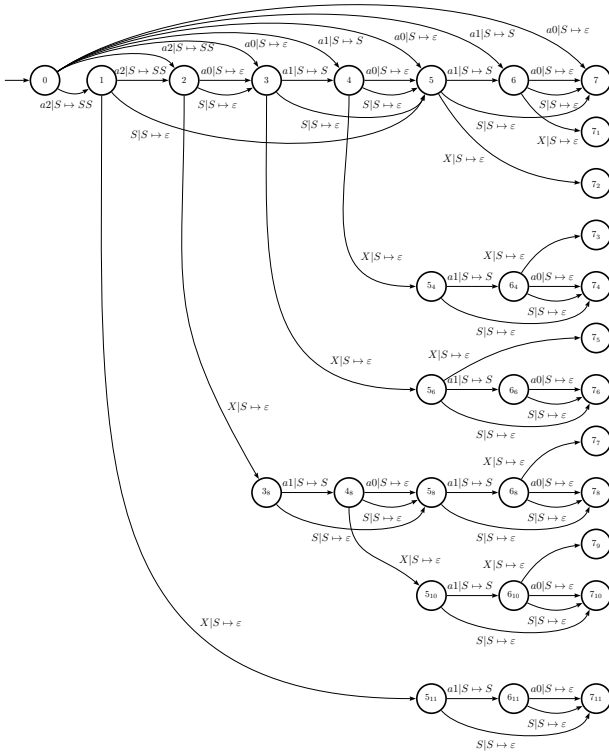 a0|S ↦ ε
a1|S ↦ S
a0|S ↦ ε
a1|S ↦ S
a0|S ↦ ε
a2|S ↦ SS
0 1 a2|S ↦ SS 2 a0|S ↦ ε 3 a1|S ↦ S 4 a0|S ↦ ε 5 a1|S ↦ S 6 a0|S ↦ ε 7
a2|S ↦ SS S|S ↦ ε S|S ↦ ε S|S ↦ ε S|S ↦ ε S|S ↦ ε
S|S ↦ ε 7₁
X|S ↦ ε
X|S ↦ ε
7₂
7₃
X|S ↦ ε X|S ↦ ε
5₄ a1|S ↦ S 6₄ a0|S ↦ ε 7₄
S|S ↦ ε
S|S ↦ ε
7₅
X|S ↦ ε
X|S ↦ ε
5₆ a1|S ↦ S 6₆ a0|S ↦ ε 7₆
X|S ↦ ε S|S ↦ ε
S|S ↦ ε
7₇
X|S ↦ ε
3₈ a1|S ↦ S 4₈ a0|S ↦ ε 5₈ a1|S ↦ S 6₈ a0|S ↦ ε 7₈
S|S ↦ ε S|S ↦ ε
S|S ↦ ε S|S ↦ ε
7₉
X|S ↦ ε X|S ↦ ε
5₁₀ a1|S ↦ S 6₁₀ a0|S ↦ ε 7₁₀
S|S ↦ ε
X|S ↦ ε S|S ↦ ε
5₁₁ a1|S ↦ S 6₁₁ a0|S ↦ ε 7₁₁
S|S ↦ ε
S|S ↦ ε